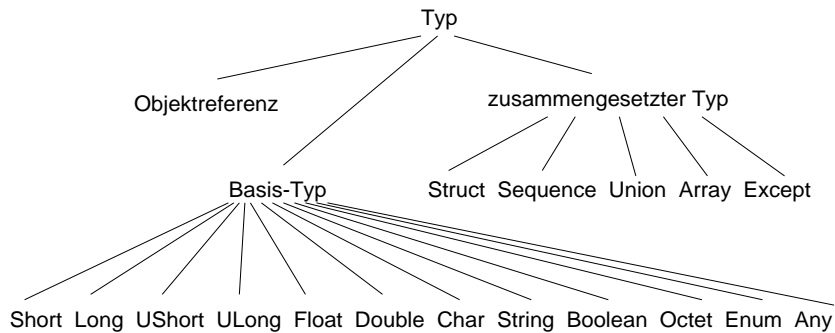 Typ
Objektreferenz zusammengesetzter Typ
Basis-Typ Struct Sequence Union Array Except
Short Long UShort ULong Float Double Char String Boolean Octet Enum Any